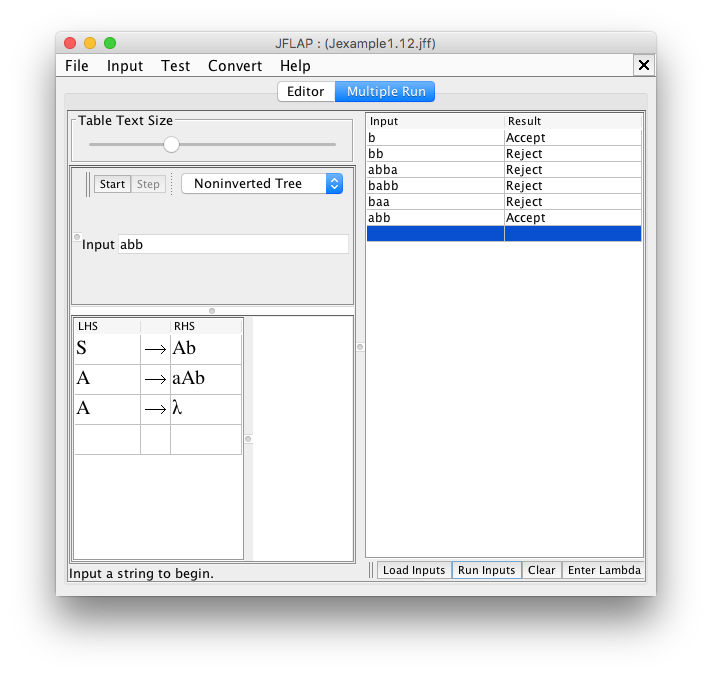 JFLAP : (Jexample1.12.jff)
File Input Test Convert Help
Editor Multiple Run
Table Text Size
Start Step Noninverted Tree
Input abb
LHS RHS
S → Ab
A → aAb
A → λ
Input a string to begin.
Input Result
b Accept
bb Reject
abba Reject
babb Reject
baa Reject
abb Accept
Load Inputs Run Inputs Clear Enter Lambda